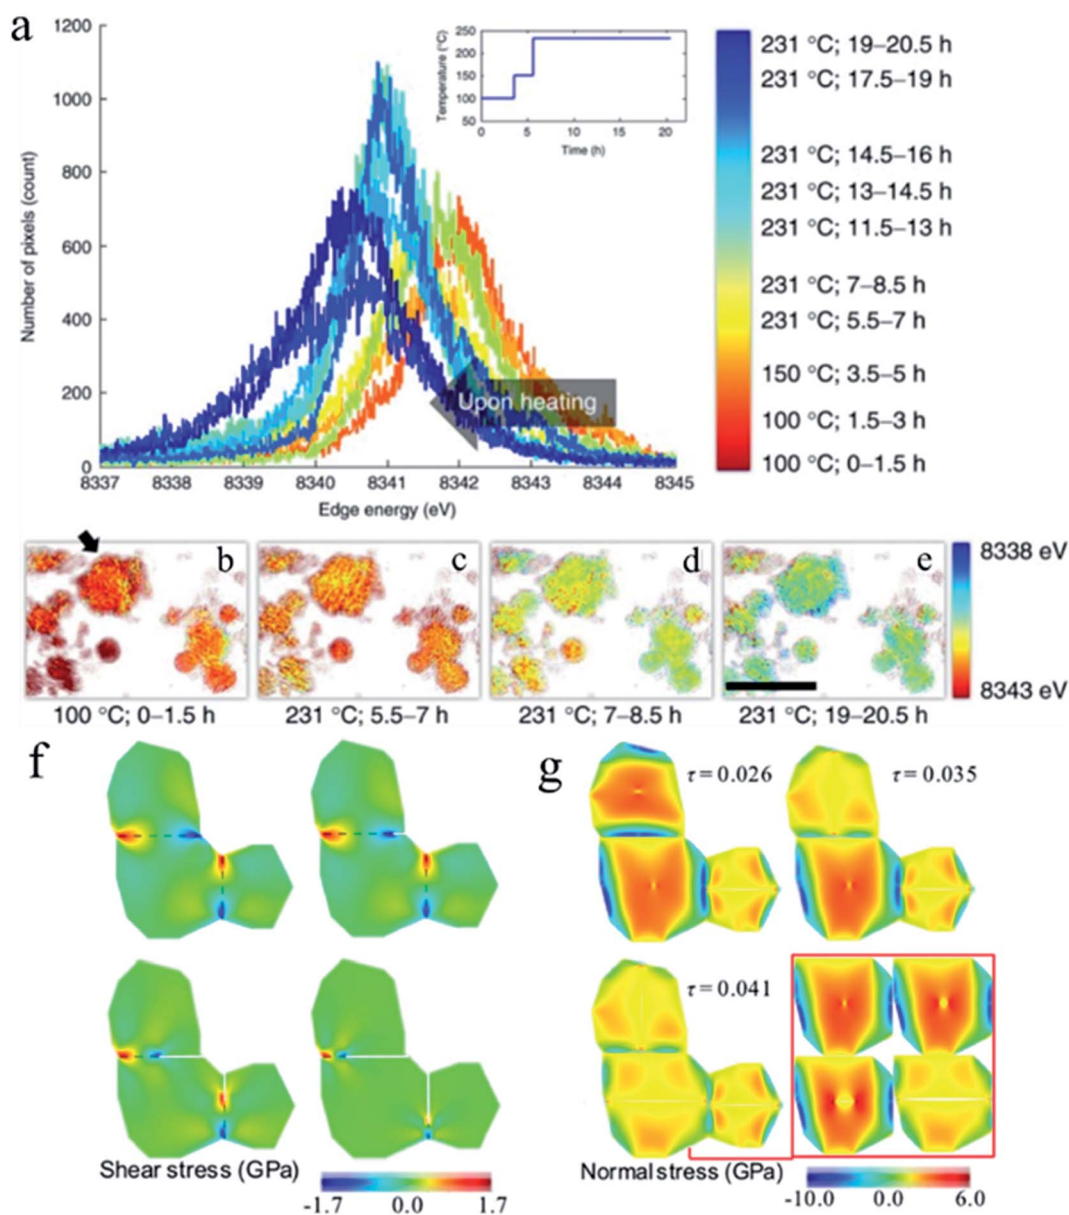 a
1200
1000
800
600
400
200
0
Number of pixels (count)
8337 8338 8339 8340 8341 8342 8343 8344 8345
Edge energy (eV)
250
200
150
100
50
Temperature (°C)
0 5 10 15 20
Time (h)
Upon heating
231 °C; 19–20.5 h
231 °C; 17.5–19 h
231 °C; 14.5–16 h
231 °C; 13–14.5 h
231 °C; 11.5–13 h
231 °C; 7–8.5 h
231 °C; 5.5–7 h
150 °C; 3.5–5 h
100 °C; 1.5–3 h
100 °C; 0–1.5 h
b c d e
8338 eV
8343 eV
100 °C; 0–1.5 h 231 °C; 5.5–7 h 231 °C; 7–8.5 h 231 °C; 19–20.5 h
f
Shear stress (GPa)
-1.7 0.0 1.7
g
τ = 0.026 τ = 0.035
τ = 0.041
Normal stress (GPa)
-10.0 0.0 6.0